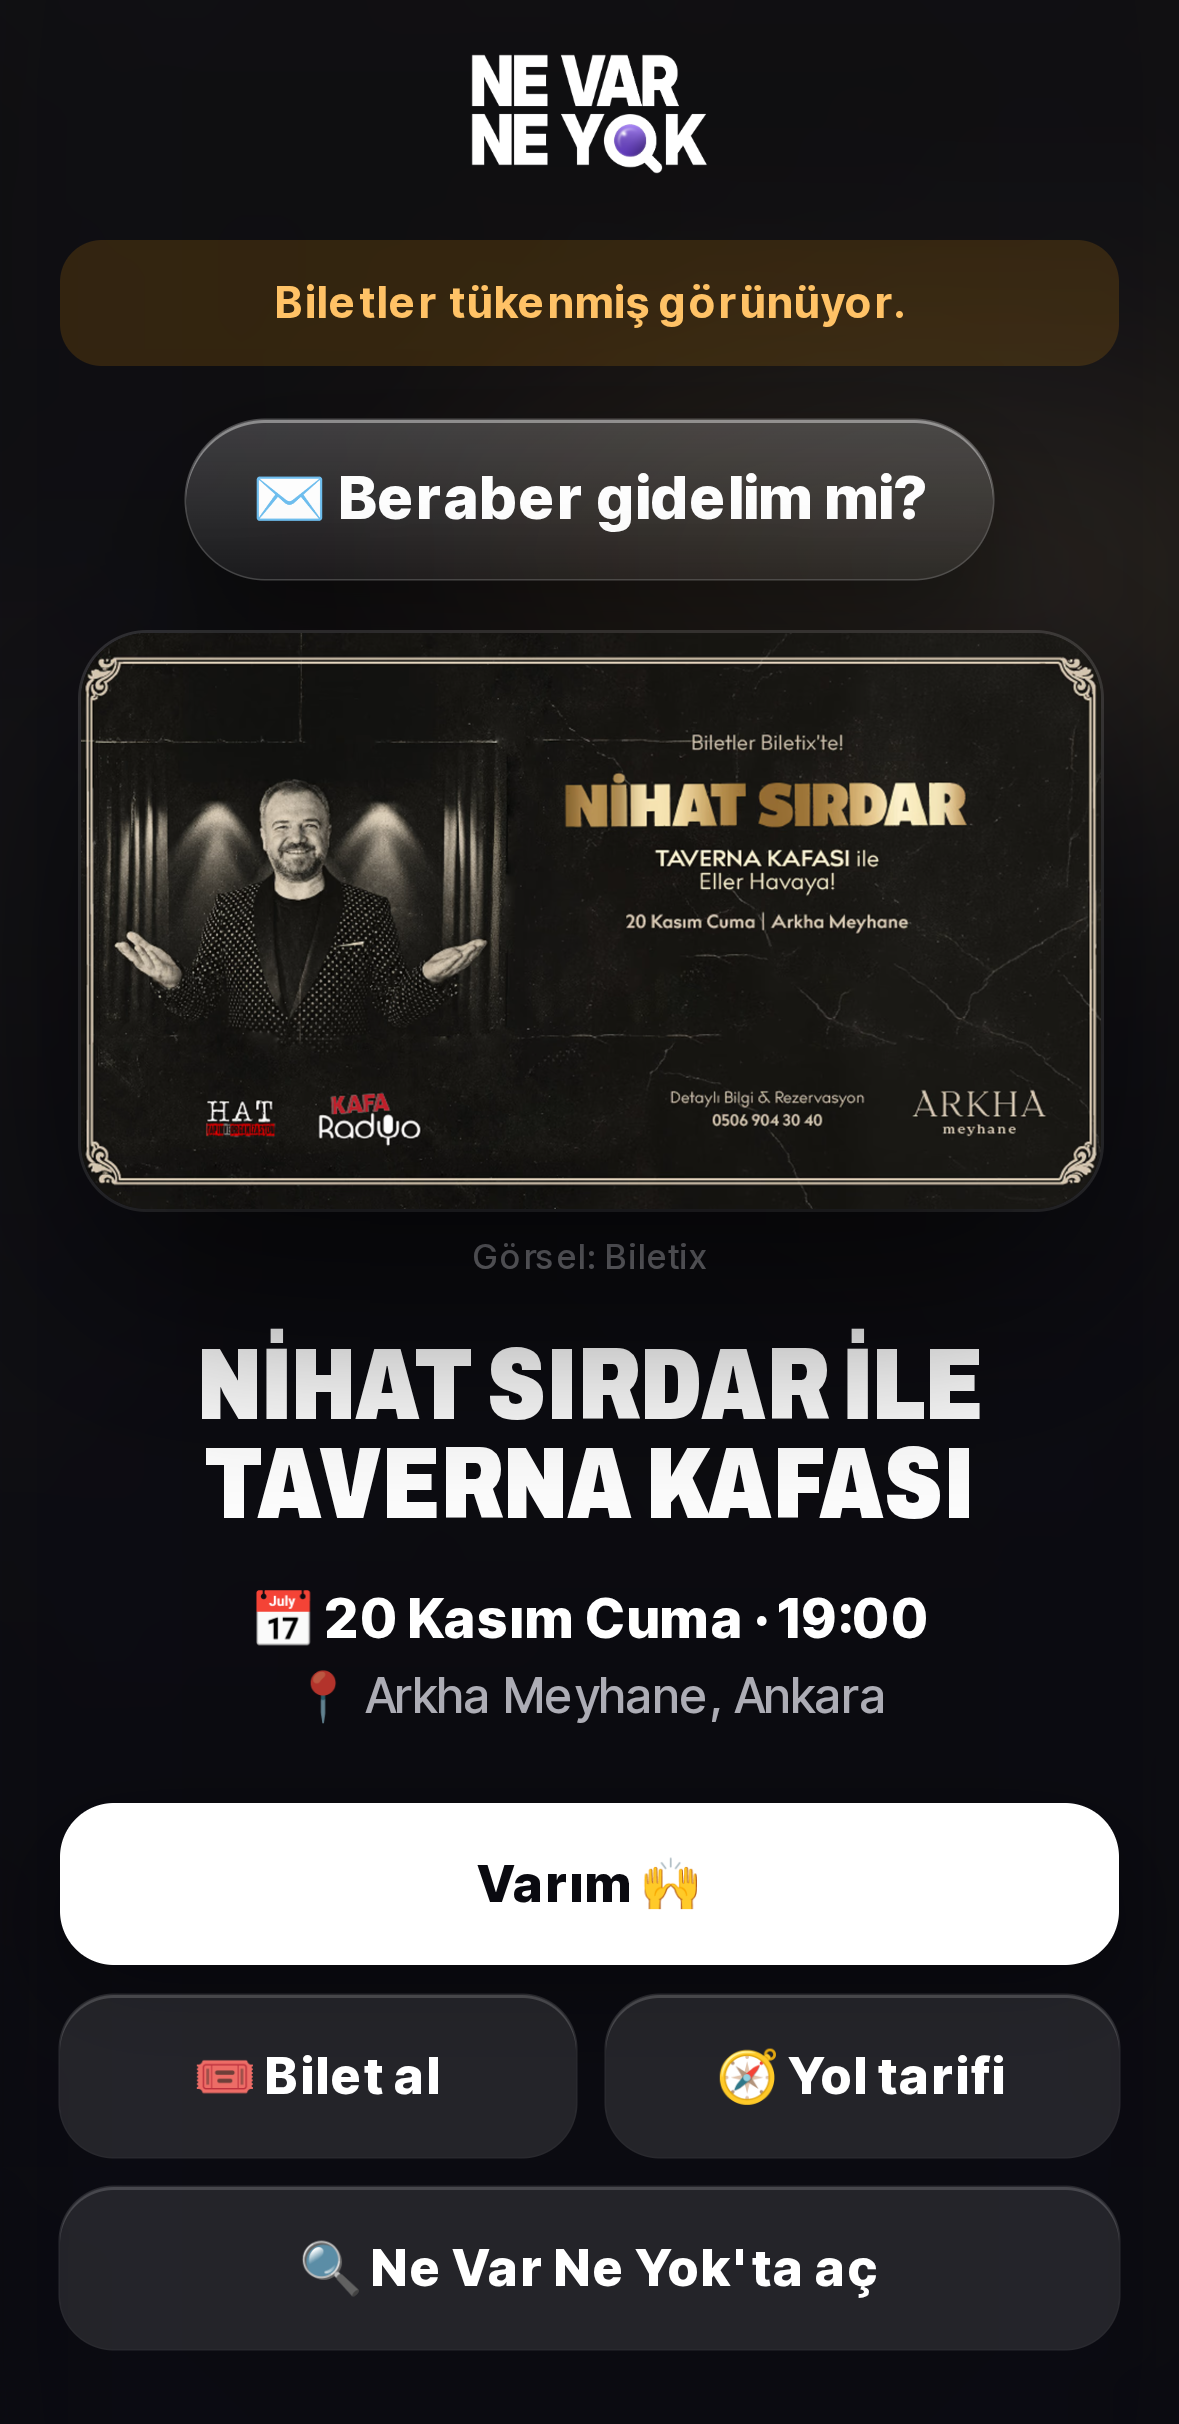 NE VAR
NE YOK
Biletler tükenmiş görünüyor.
✉️ Beraber gidelim mi?
Biletler Biletix'te!
NİHAT SIRDAR
TAVERNA KAFASI ile
Eller Havaya!
20 Kasım Cuma | Arkha Meyhane
HAT
KAFA
Radyo
Detaylı Bilgi & Rezervasyon
0506 904 30 40
ARKHA
meyhane
Görsel: Biletix
NİHAT SIRDAR İLE
TAVERNA KAFASI
📅 20 Kasım Cuma · 19:00
📍 Arkha Meyhane, Ankara
Varım 🙌
🎟️ Bilet al
🧭 Yol tarifi
🔍 Ne Var Ne Yok'ta aç